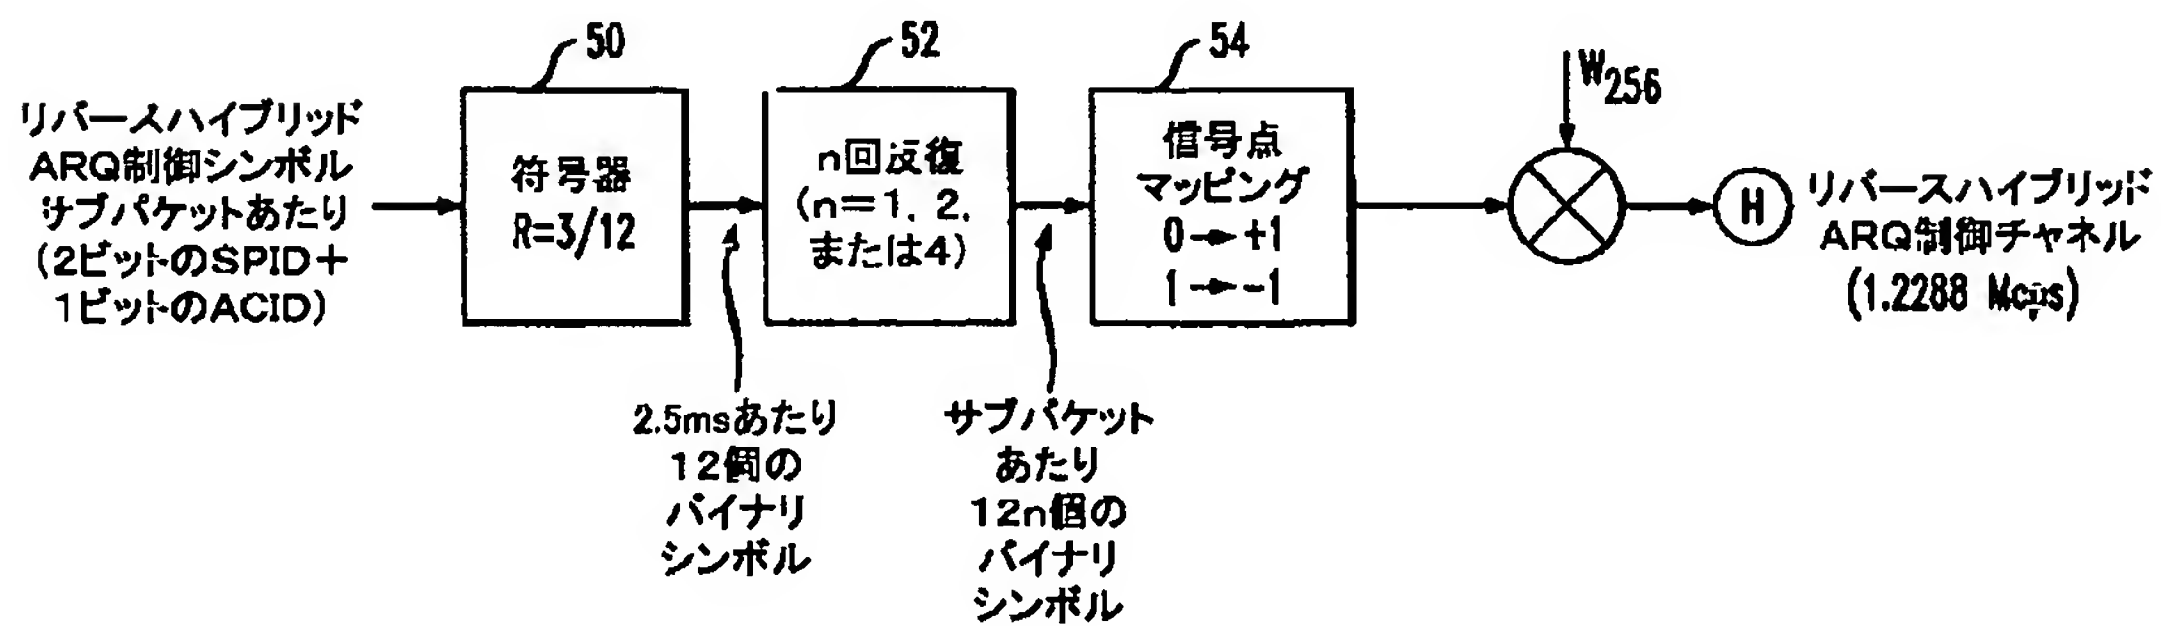 50
52
54
W256
リバースハイブリッド
ARQ制御シンボル
サブパケットあたり
(2ビットのSPID+
1ビットのACID)
符号器
R=3/12
n回反復
(n=1, 2,
または4)
信号点
マッピング
0→+1
1→-1
H
リバースハイブリッド
ARQ制御チャネル
(1.2288 Mcps)
2.5msあたり
12個の
バイナリ
シンボル
サブパケット
あたり
12n個の
バイナリ
シンボル